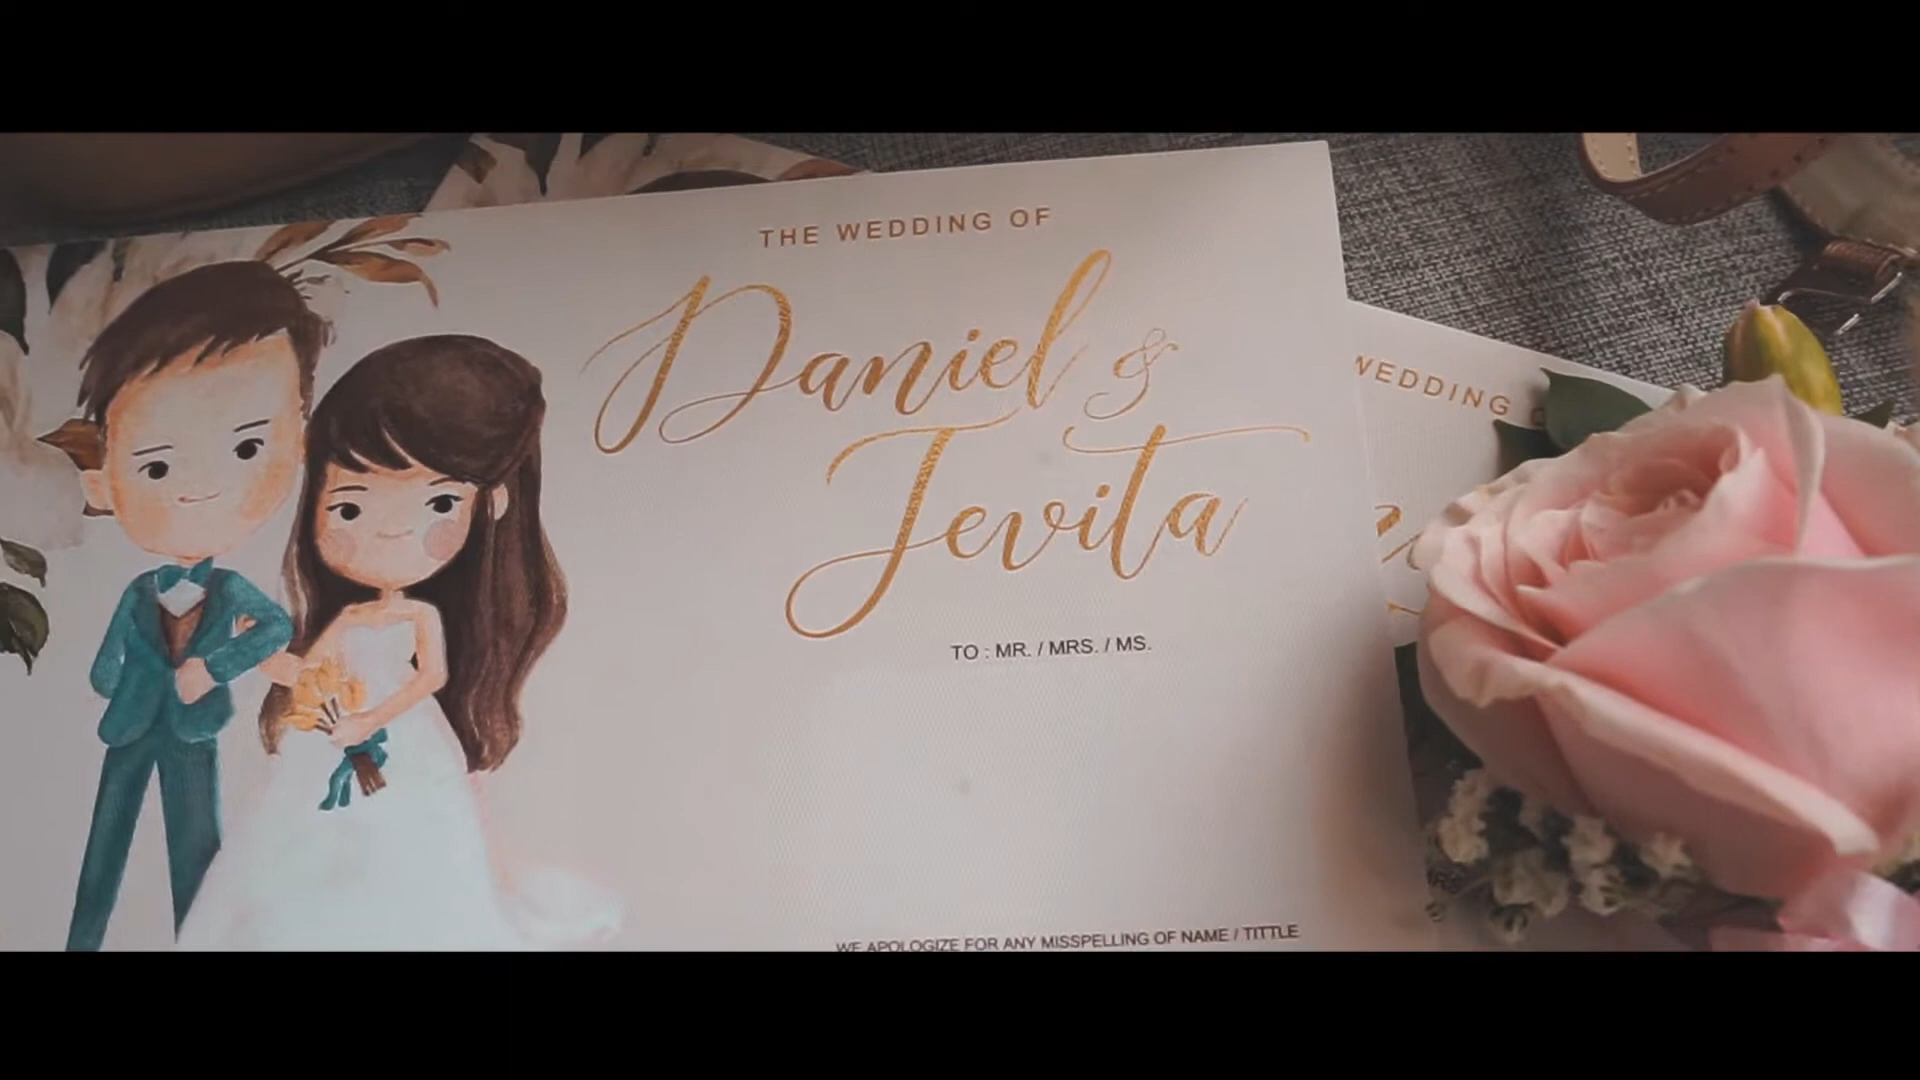 THE WEDDING OF
Daniel &
Jevita
TO : MR. / MRS. / MS.
WE APOLOGIZE FOR ANY MISSPELLING OF NAME / TITTLE
WEDDING